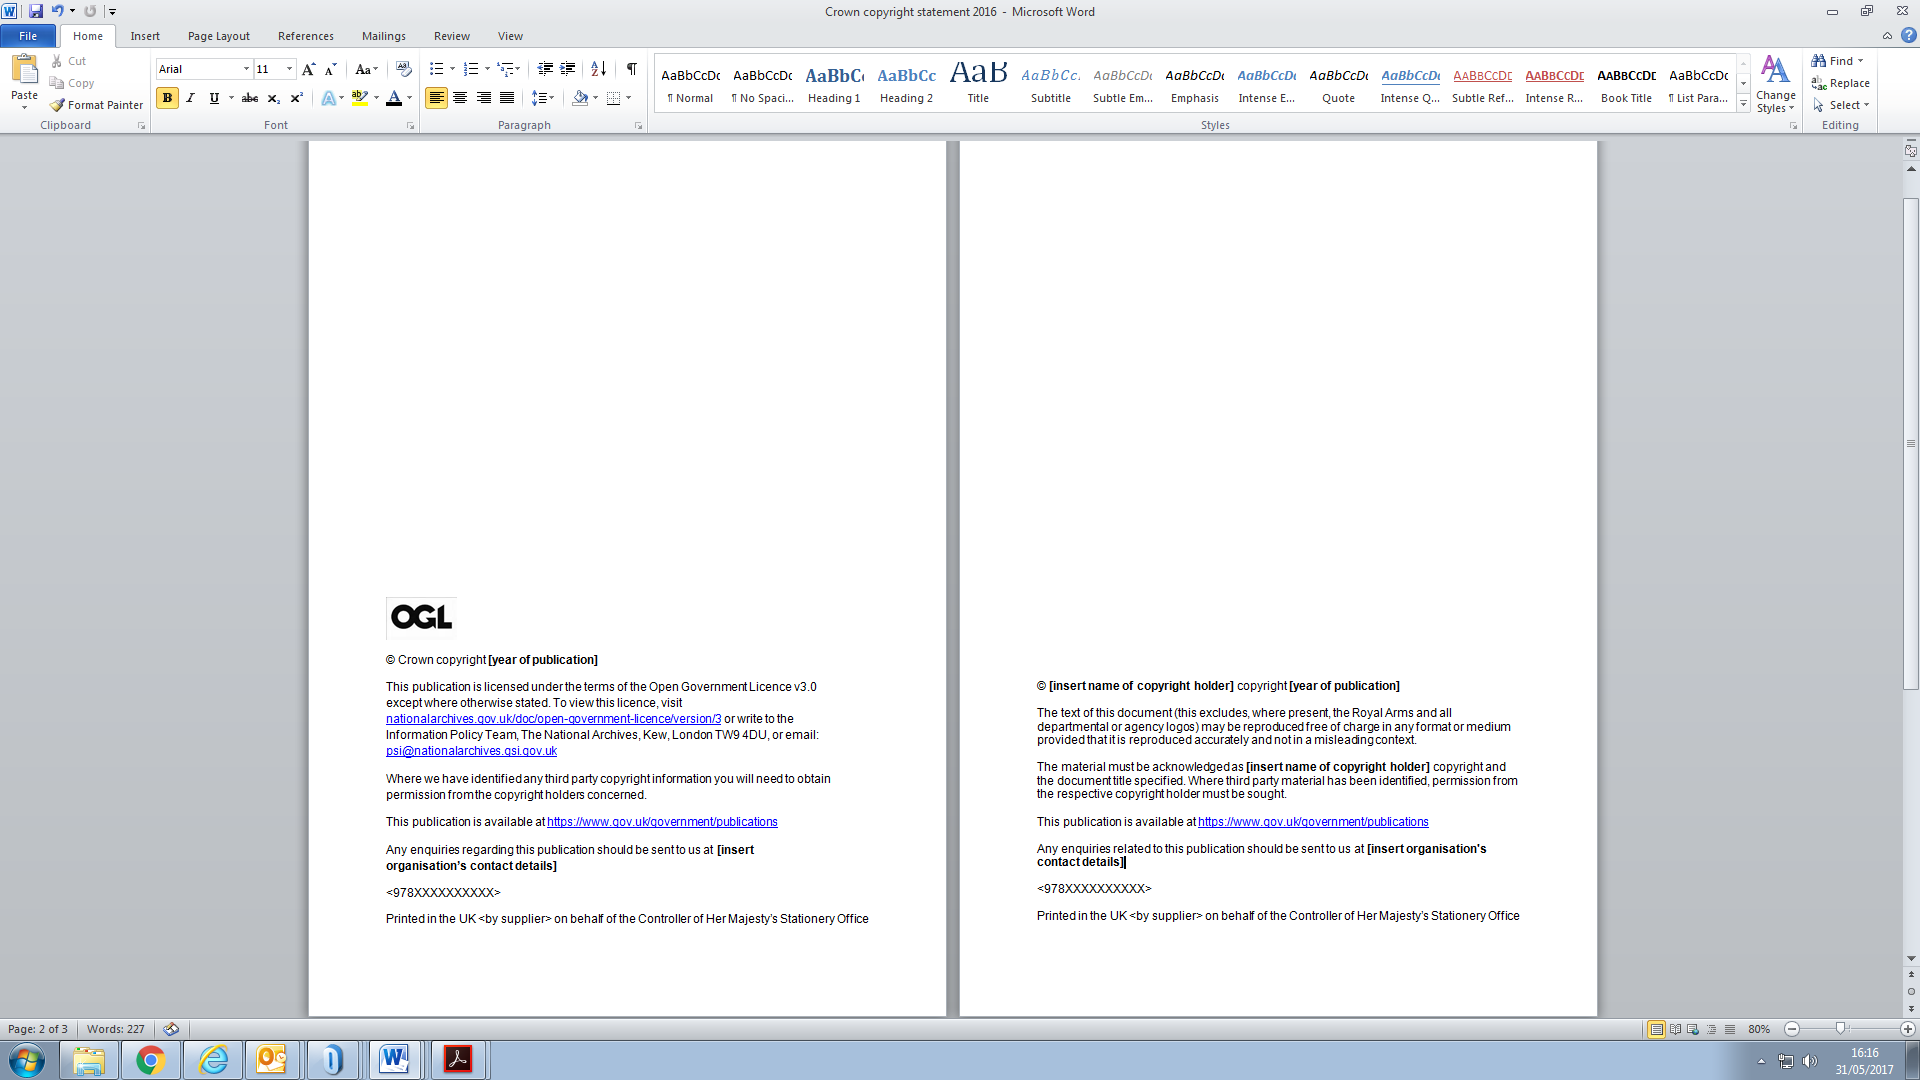 Crown copyright statement 2016 - Microsoft Word
File Home Insert Page Layout References Mailings Review View
Paste
Cut
Copy
Format Painter
Clipboard
Arial 11
Font
Paragraph
AaBbCcDc AaBbCcDc AaBbCc AaBbCc AaB AaBbCc. AaBbCcDc AaBbCcDc AaBbCcDc AaBbCcDc AaBbCcDc AABBCCDE AABBCCDE AABBCCDE AaBbCcDc
¶ Normal ¶ No Spaci... Heading 1 Heading 2 Title Subtitle Subtle Em... Emphasis Intense E... Quote Intense Q... Subtle Ref... Intense R... Book Title ¶ List Para...
Styles
Change
Styles
Find
Replace
Select
Editing
OGL
© Crown copyright [year of publication]
This publication is licensed under the terms of the Open Government Licence v3.0
except where otherwise stated. To view this licence, visit
nationalarchives.gov.uk/doc/open-government-licence/version/3 or write to the
Information Policy Team, The National Archives, Kew, London TW9 4DU, or email:
psi@nationalarchives.gsi.gov.uk
Where we have identified any third party copyright information you will need to obtain
permission from the copyright holders concerned.
This publication is available at https://www.gov.uk/government/publications
Any enquiries regarding this publication should be sent to us at [insert
organisation’s contact details]
<978XXXXXXXXXX>
Printed in the UK <by supplier> on behalf of the Controller of Her Majesty’s Stationery Office
© [insert name of copyright holder] copyright [year of publication]
The text of this document (this excludes, where present, the Royal Arms and all
departmental or agency logos) may be reproduced free of charge in any format or medium
provided that it is reproduced accurately and not in a misleading context.
The material must be acknowledged as [insert name of copyright holder] copyright and
the document title specified. Where third party material has been identified, permission from
the respective copyright holder must be sought.
This publication is available at https://www.gov.uk/government/publications
Any enquiries related to this publication should be sent to us at [insert organisation's
contact details]
<978XXXXXXXXXX>
Printed in the UK <by supplier> on behalf of the Controller of Her Majesty’s Stationery Office
Page: 2 of 3 Words: 227
80%
16:16
31/05/2017